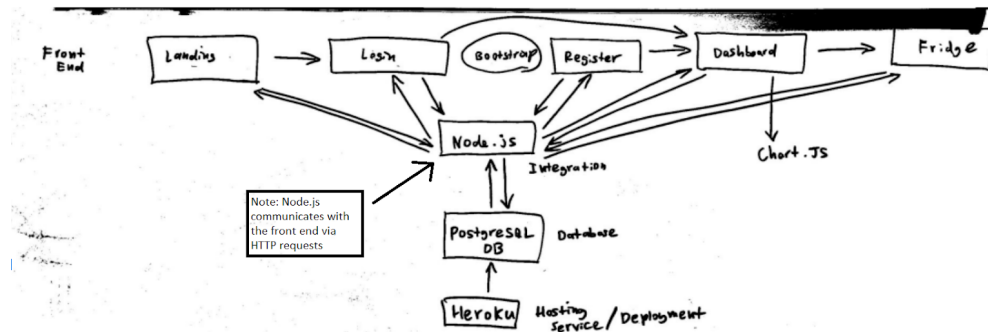 Front
End
Landing
Login
Bootstrap
Register
Dashboard
Fridge
Node.js
Integration
Chart.JS
Note: Node.js
communicates with
the front end via
HTTP requests
PostgreSQL
DB
Database
Heroku
Hosting
Service/Deployment